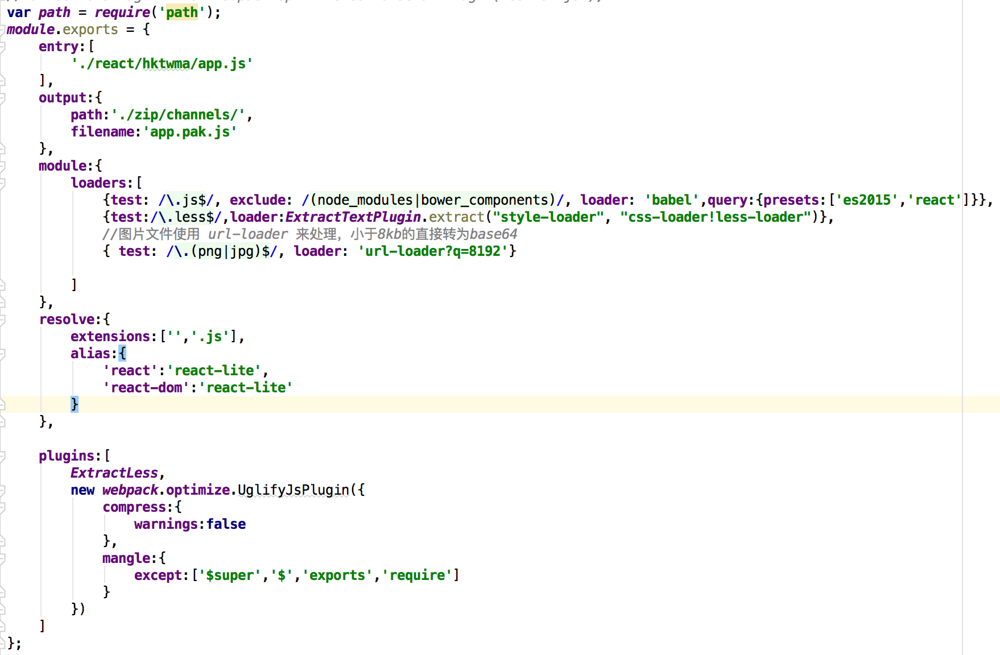 var path = require('path');
module.exports = {
    entry:[
        './react/hktwma/app.js'
    ],
    output:{
        path:'./zip/channels/',
        filename:'app.pak.js'
    },
    module:{
        loaders:[
            {test: /\.js$/, exclude: /(node_modules|bower_components)/, loader: 'babel',query:{presets:['es2015','react']}},
            {test:/\.less$/,loader:ExtractTextPlugin.extract("style-loader", "css-loader!less-loader")},
            //图片文件使用 url-loader 来处理，小于8kb的直接转为base64
            { test: /\.(png|jpg)$/, loader: 'url-loader?q=8192'}
        ]
    },
    resolve:{
        extensions:['','.js'],
        alias:{
            'react':'react-lite',
            'react-dom':'react-lite'
        }
    },
    plugins:[
        ExtractLess,
        new webpack.optimize.UglifyJsPlugin({
            compress:{
                warnings:false
            },
            mangle:{
                except:['$super','$','exports','require']
            }
        })
    ]
};